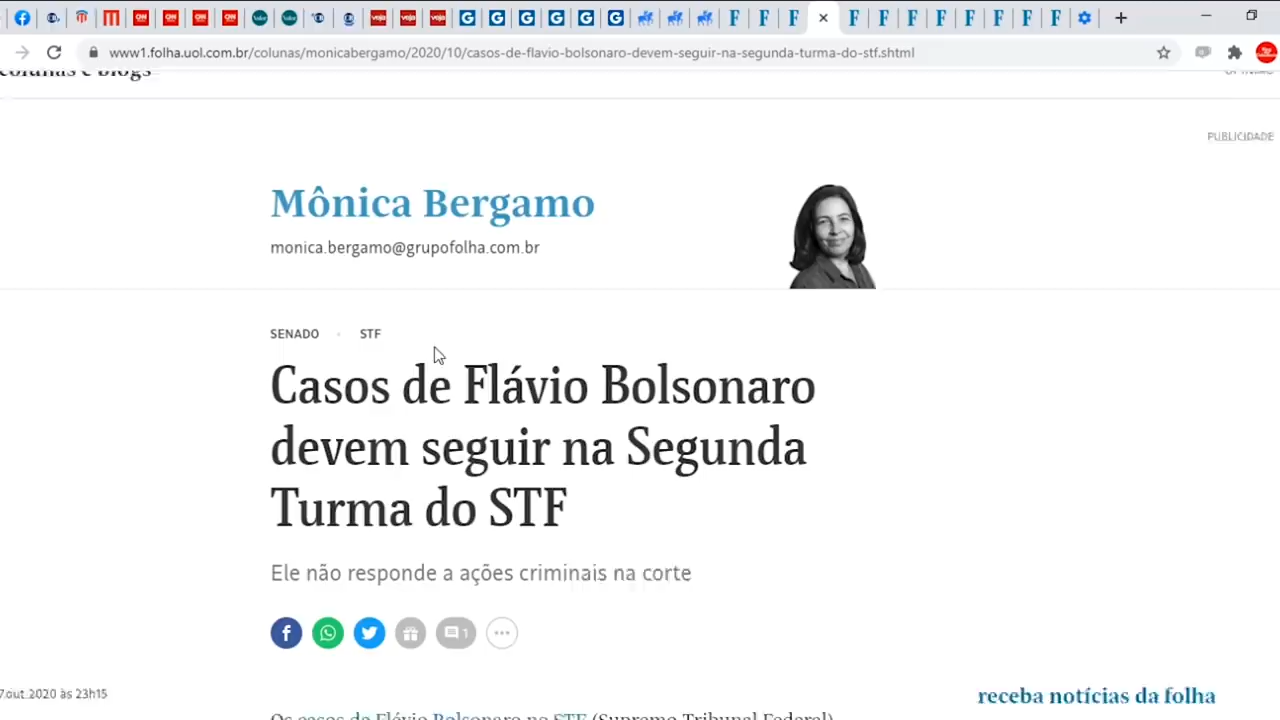 www1.folha.uol.com.br/colunas/monicabergamo/2020/10/casos-de-flavio-bolsonaro-devem-seguir-na-segunda-turma-do-stf.shtml
colunas e blogs
PUBLICIDADE
Mônica Bergamo
monica.bergamo@grupofolha.com.br
SENADO • STF
Casos de Flávio Bolsonaro
devem seguir na Segunda
Turma do STF
Ele não responde a ações criminais na corte
1
7.out.2020 às 23h15
receba notícias da folha
Os casos de Flávio Bolsonaro no STF (Supremo Tribunal Federal)